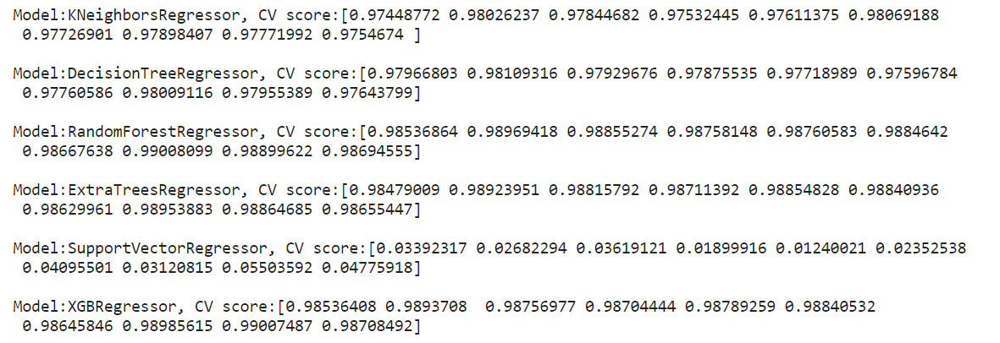 Model:KNeighborsRegressor, CV score:[0.97448772 0.98026237 0.97844682 0.97532445 0.97611375 0.98069188
 0.97726901 0.97898407 0.97771992 0.9754674 ]
Model:DecisionTreeRegressor, CV score:[0.97966803 0.98109316 0.97929676 0.97875535 0.97718989 0.97596784
 0.97760586 0.98009116 0.97955389 0.97643799]
Model:RandomForestRegressor, CV score:[0.98536864 0.98969418 0.98855274 0.98758148 0.98760583 0.9884642
 0.98667638 0.99008099 0.98899622 0.98694555]
Model:ExtraTreesRegressor, CV score:[0.98479009 0.98923951 0.98815792 0.98711392 0.98854828 0.98840936
 0.98629961 0.98953883 0.98864685 0.98655447]
Model:SupportVectorRegressor, CV score:[0.03392317 0.02682294 0.03619121 0.01899916 0.01240021 0.02352538
 0.04095501 0.03120815 0.05503592 0.04775918]
Model:XGBRegressor, CV score:[0.98536408 0.9893708  0.98756977 0.98704444 0.98789259 0.98840532
 0.98645846 0.98985615 0.99007487 0.98708492]